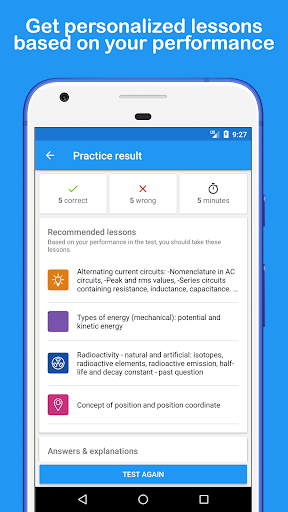 Get personalized lessons
based on your performance
9:27
Practice result
5 correct
5 wrong
5 minutes
Recommended lessons
Based on your performance in the test, you should take these
lessons
Alternating current circuits: -Nomenclature in AC
circuits, -Peak and rms values, -Series circuits
containing resistance, inductance, capacitance. ...
Types of energy (mechanical): potential and
kinetic energy
Radioactivity - natural and artificial: isotopes,
radioactive elements, radioactive emission, half-
life and decay constant - past question
Concept of position and position coordinate
Answers & explanations
TEST AGAIN